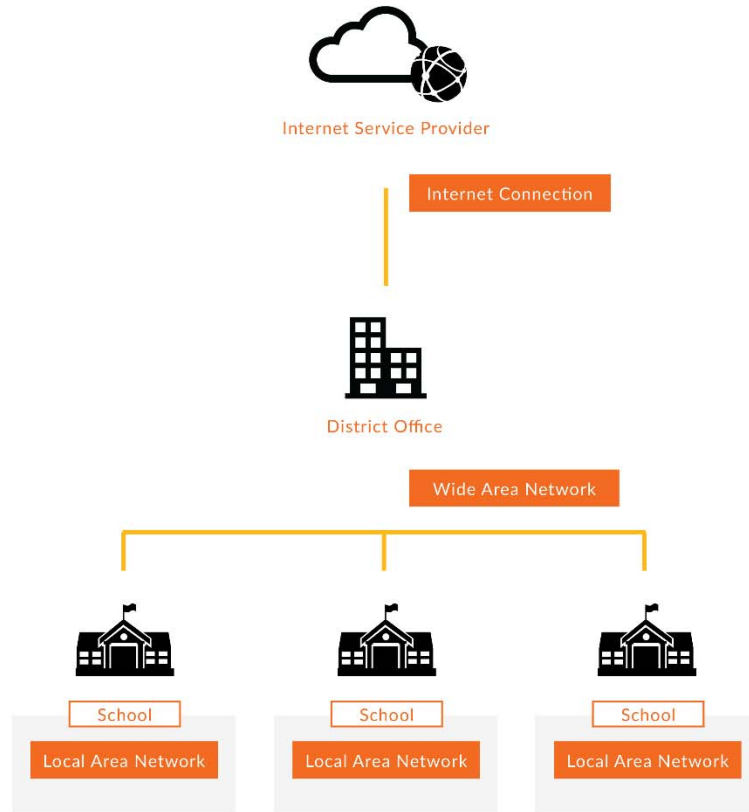 Internet Service Provider
Internet Connection
District Office
Wide Area Network
School
School
School
Local Area Network
Local Area Network
Local Area Network